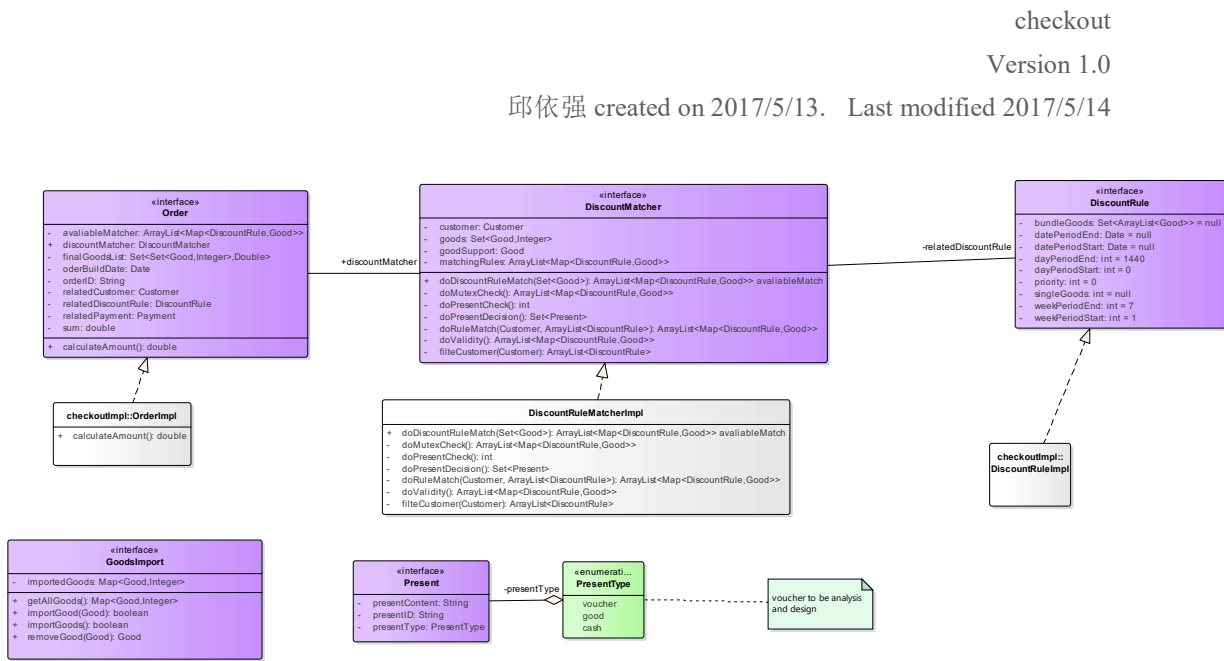 checkout
Version 1.0
邱依强 created on 2017/5/13.   Last modified 2017/5/14
«interface»
Order
- avaliableMatcher: ArrayList<Map<DiscountRule,Good>>
+ discountMatcher: DiscountMatcher
- finalGoodsList: Set<Set<Good,Integer>,Double>
- oderBuildDate: Date
- orderID: String
- relatedCustomer: Customer
- relatedDiscountRule: DiscountRule
- relatedPayment: Payment
- sum: double
+ calculateAmount(): double
+discountMatcher
«interface»
DiscountMatcher
- customer: Customer
- goods: Set<Good,Integer>
- goodSupport: Good
- matchingRules: ArrayList<Map<DiscountRule,Good>>
+ doDiscountRuleMatch(Set<Good>): ArrayList<Map<DiscountRule,Good>> avaliableMatch
- doMutexCheck(): ArrayList<Map<DiscountRule,Good>>
- doPresentCheck(): int
- doPresentDecision(): Set<Present>
- doRuleMatch(Customer, ArrayList<DiscountRule>): ArrayList<Map<DiscountRule,Good>>
- doValidity(): ArrayList<Map<DiscountRule,Good>>
- filteCustomer(Customer): ArrayList<DiscountRule>
-relatedDiscountRule
«interface»
DiscountRule
- bundleGoods: Set<ArrayList<Good>> = null
- datePeriodEnd: Date = null
- datePeriodStart: Date = null
- dayPeriodEnd: int = 1440
- dayPeriodStart: int = 0
- priority: int = 0
- singleGoods: int = null
- weekPeriodEnd: int = 7
- weekPeriodStart: int = 1
checkoutImpl::OrderImpl
+ calculateAmount(): double
DiscountRuleMatcherImpl
+ doDiscountRuleMatch(Set<Good>): ArrayList<Map<DiscountRule,Good>> avaliableMatch
- doMutexCheck(): ArrayList<Map<DiscountRule,Good>>
- doPresentCheck(): int
- doPresentDecision(): Set<Present>
- doRuleMatch(Customer, ArrayList<DiscountRule>): ArrayList<Map<DiscountRule,Good>>
- doValidity(): ArrayList<Map<DiscountRule,Good>>
- filteCustomer(Customer): ArrayList<DiscountRule>
checkoutImpl::
DiscountRuleImpl
«interface»
GoodsImport
- importedGoods: Map<Good,Integer>
+ getAllGoods(): Map<Good,Integer>
+ importGood(Good): boolean
+ importGoods(): boolean
+ removeGood(Good): Good
«interface»
Present
- presentContent: String
- presentID: String
- presentType: PresentType
-presentType
«enumerati...
PresentType
voucher
good
cash
voucher to be analysis
and design